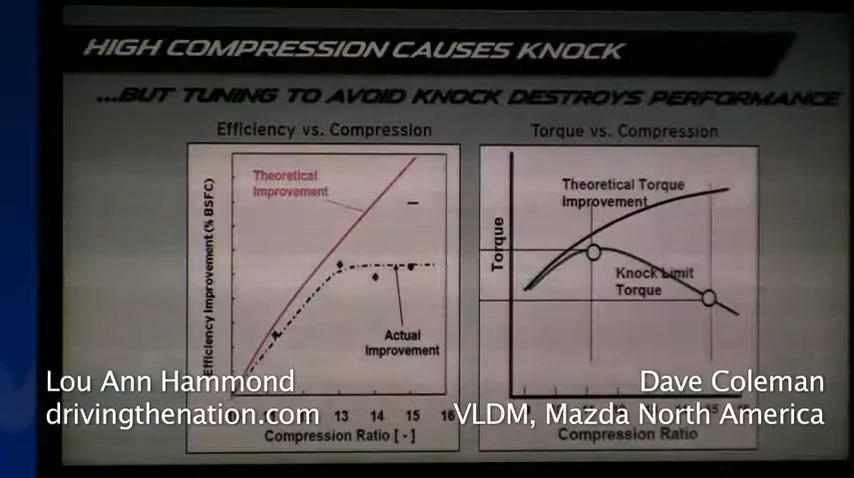 HIGH COMPRESSION CAUSES KNOCK
...BUT TUNING TO AVOID KNOCK DESTROYS PERFORMANCE
Efficiency vs. Compression
Theoretical
Improvement
Efficiency Improvement (% BSFC)
Actual
Improvement
13 14 15 16
Compression Ratio [ - ]
Torque vs. Compression
Theoretical Torque
Improvement
Torque
Knock Limit
Torque
15
Compression Ratio
Lou Ann Hammond
drivingthenation.com
Dave Coleman
VLDM, Mazda North America